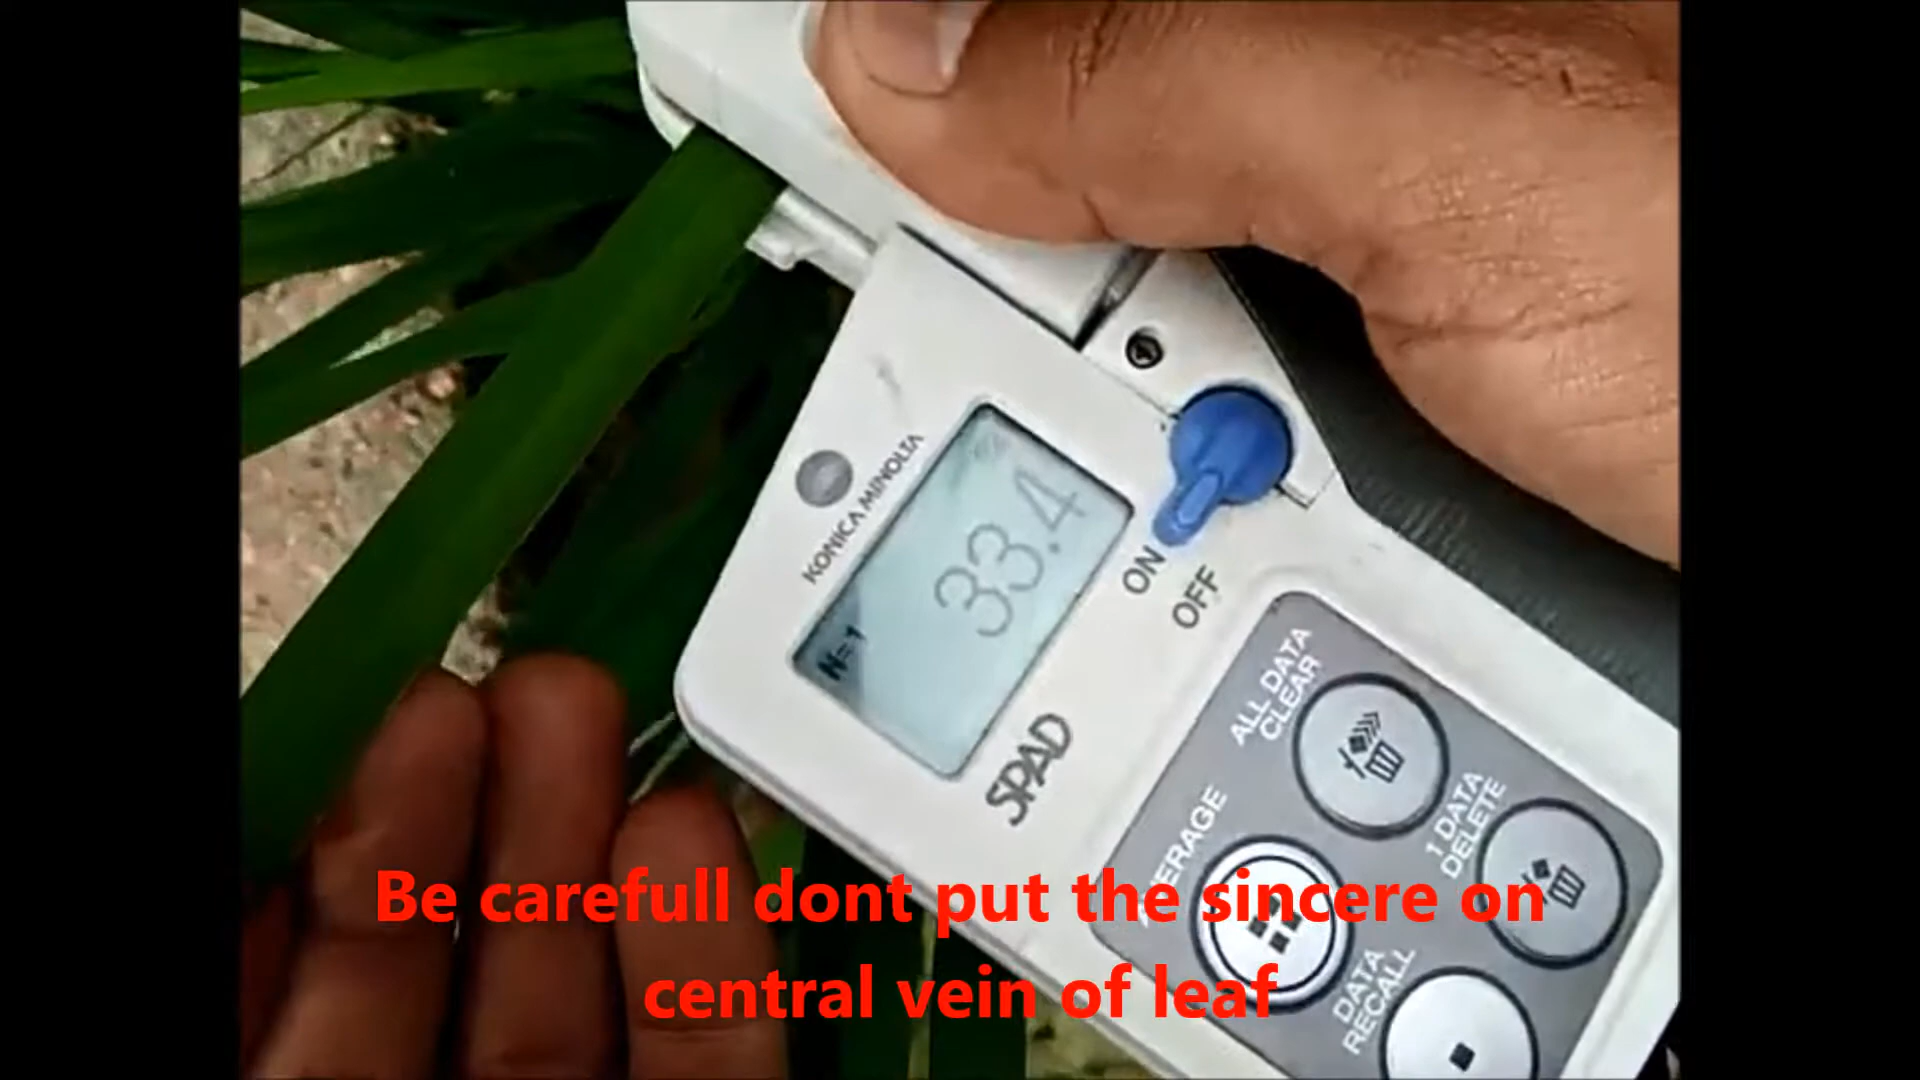 KONICA MINOLTA
33.4
N=1
ON
OFF
SPAD
ALL DATA
CLEAR
1 DATA
DELETE
DATA
RECALL
Be carefull dont put the sincere on
central vein of leaf